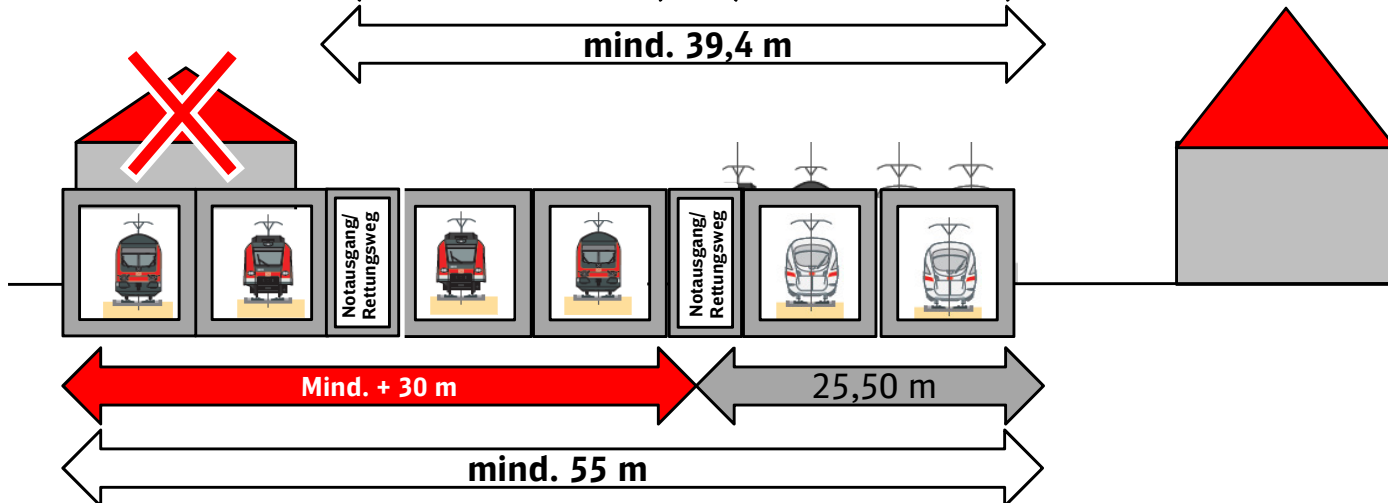 mind. 39,4 m
Notausgang/
Rettungsweg
Notausgang/
Rettungsweg
Mind. + 30 m
25,50 m
mind. 55 m